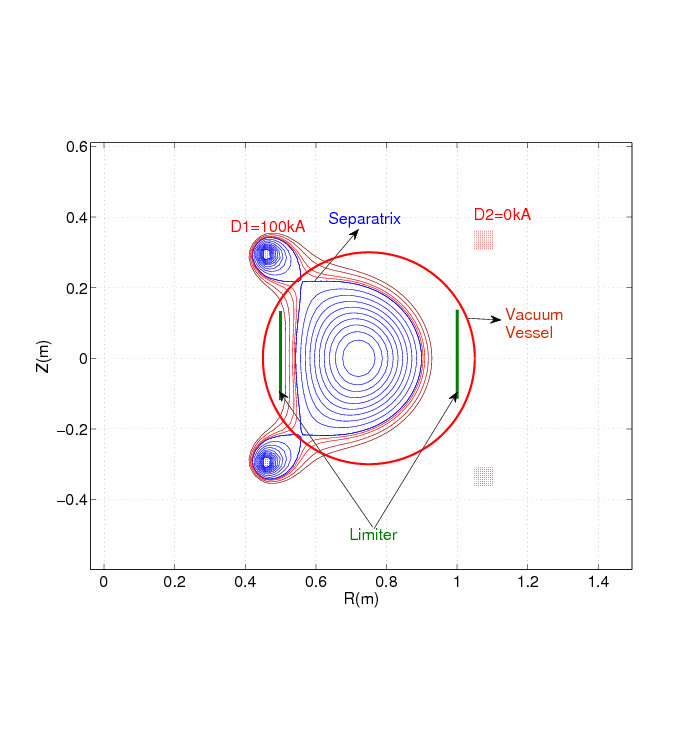 0.6
0.4
0.2
0
−0.2
−0.4
Z(m)
D1=100kA
Separatrix
D2=0kA
Vacuum
Vessel
Limiter
0
0.2
0.4
0.6
0.8
1
1.2
1.4
R(m)